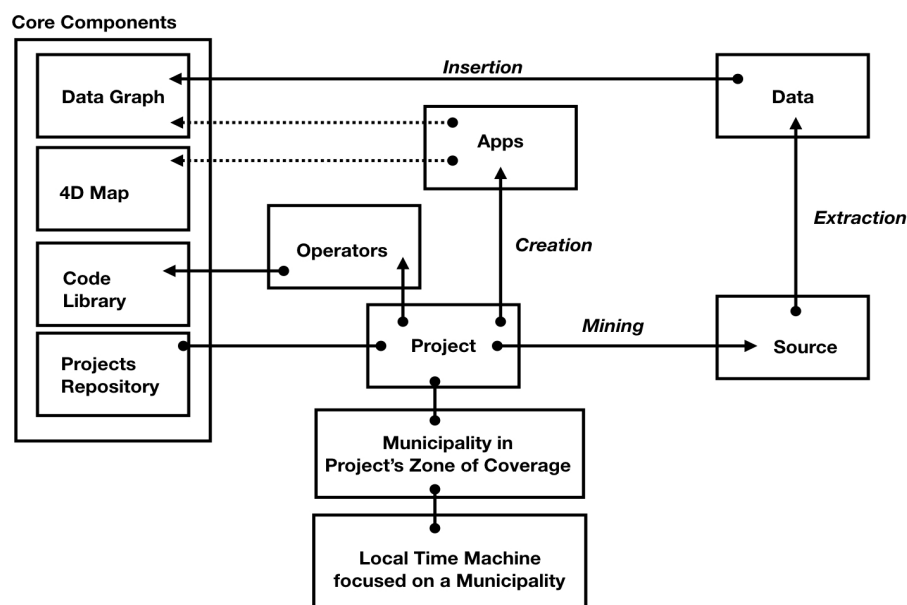 Core Components
Insertion
Data Graph
Data
Apps
4D Map
Extraction
Operators
Creation
Code
Library
Mining
Project
Source
Projects
Repository
Municipality in
Project's Zone of Coverage
Local Time Machine
focused on a Municipality